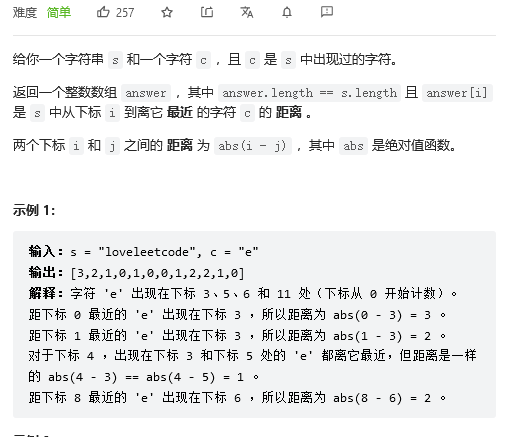 难度 简单 257
给你一个字符串 s 和一个字符 c ，且 c 是 s 中出现过的字符。
返回一个整数数组 answer ，其中 answer.length == s.length 且 answer[i]
是 s 中从下标 i 到离它 最近 的字符 c 的 距离 。
两个下标 i 和 j 之间的 距离 为 abs(i - j) ，其中 abs 是绝对值函数。
示例 1：
输入：s = "loveleetcode", c = "e"
输出：[3,2,1,0,1,0,0,1,2,2,1,0]
解释：字符 'e' 出现在下标 3、5、6 和 11 处（下标从 0 开始计数）。
距下标 0 最近的 'e' 出现在下标 3 ，所以距离为 abs(0 - 3) = 3 。
距下标 1 最近的 'e' 出现在下标 3 ，所以距离为 abs(1 - 3) = 2 。
对于下标 4 ，出现在下标 3 和下标 5 处的 'e' 都离它最近，但距离是一样
的 abs(4 - 3) == abs(4 - 5) = 1 。
距下标 8 最近的 'e' 出现在下标 6 ，所以距离为 abs(8 - 6) = 2 。